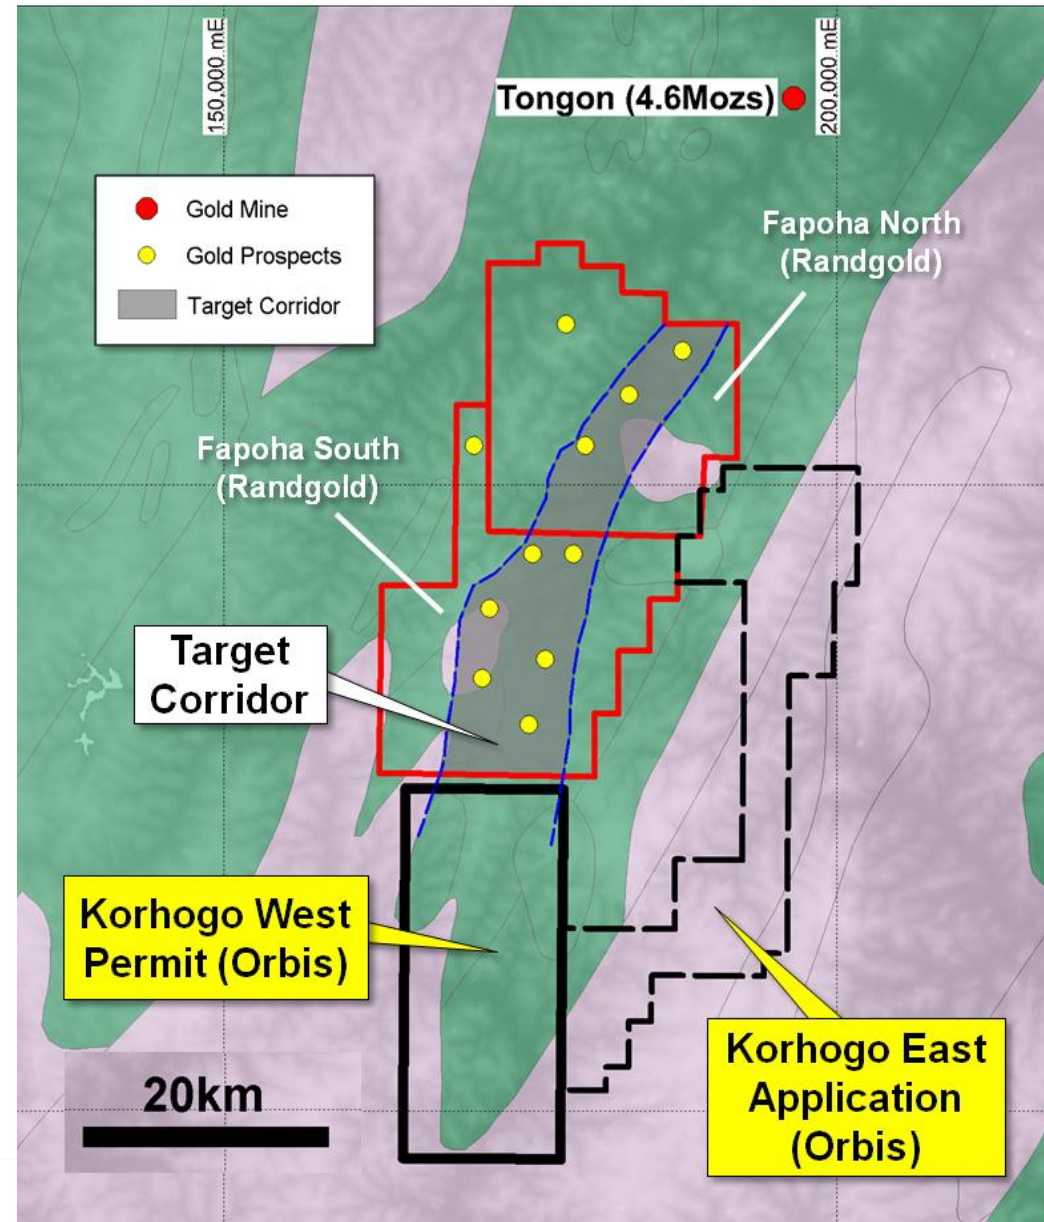 150,000 mE
200,000 mE
Tongon (4.6Mozs)
Gold Mine
Gold Prospects
Target Corridor
Fapoha North
(Randgold)
Fapoha South
(Randgold)
Target
Corridor
Korhogo West
Permit (Orbis)
Korhogo East
Application
(Orbis)
20km